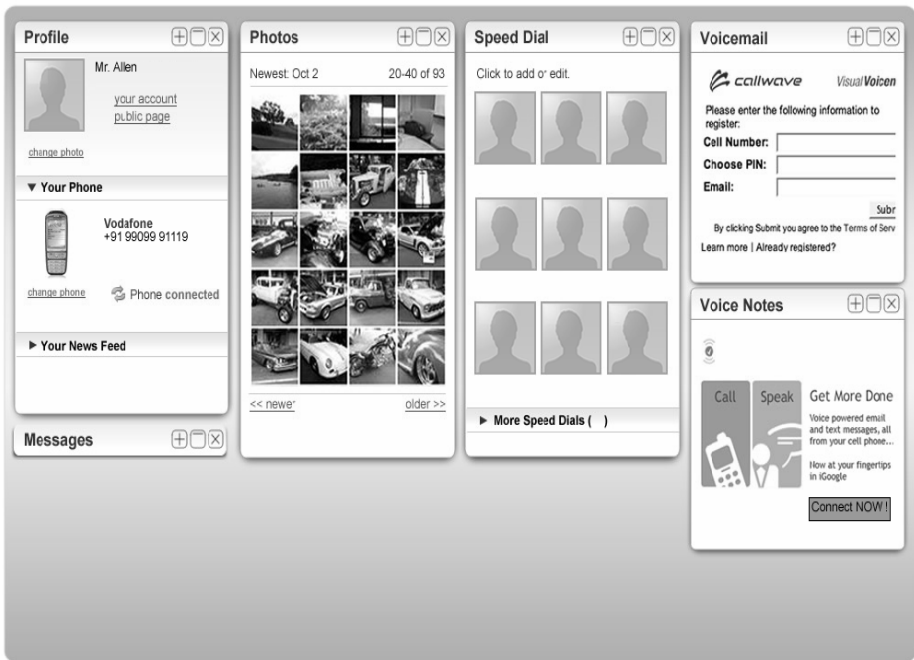 Profile
Mr. Allen
your account
public page
change photo
▼ Your Phone
Vodafone
+91 99099 91119
change phone
Phone connected
► Your News Feed
Messages
Photos
Newest: Oct 2
20-40 of 93
<< newer
older >>
Speed Dial
Click to add or edit.
► More Speed Dials ( )
Voicemail
callwave
Visual Voicen
Please enter the following information to
register:
Cell Number:
Choose PIN:
Email:
Subr
By clicking Submit you agree to the Terms of Serv
Learn more | Already registered?
Voice Notes
Call
Speak
Get More Done
Voice powered email
and text messages, all
from your cell phone...
Now at your fingertips
in iGoogle
Connect NOW !